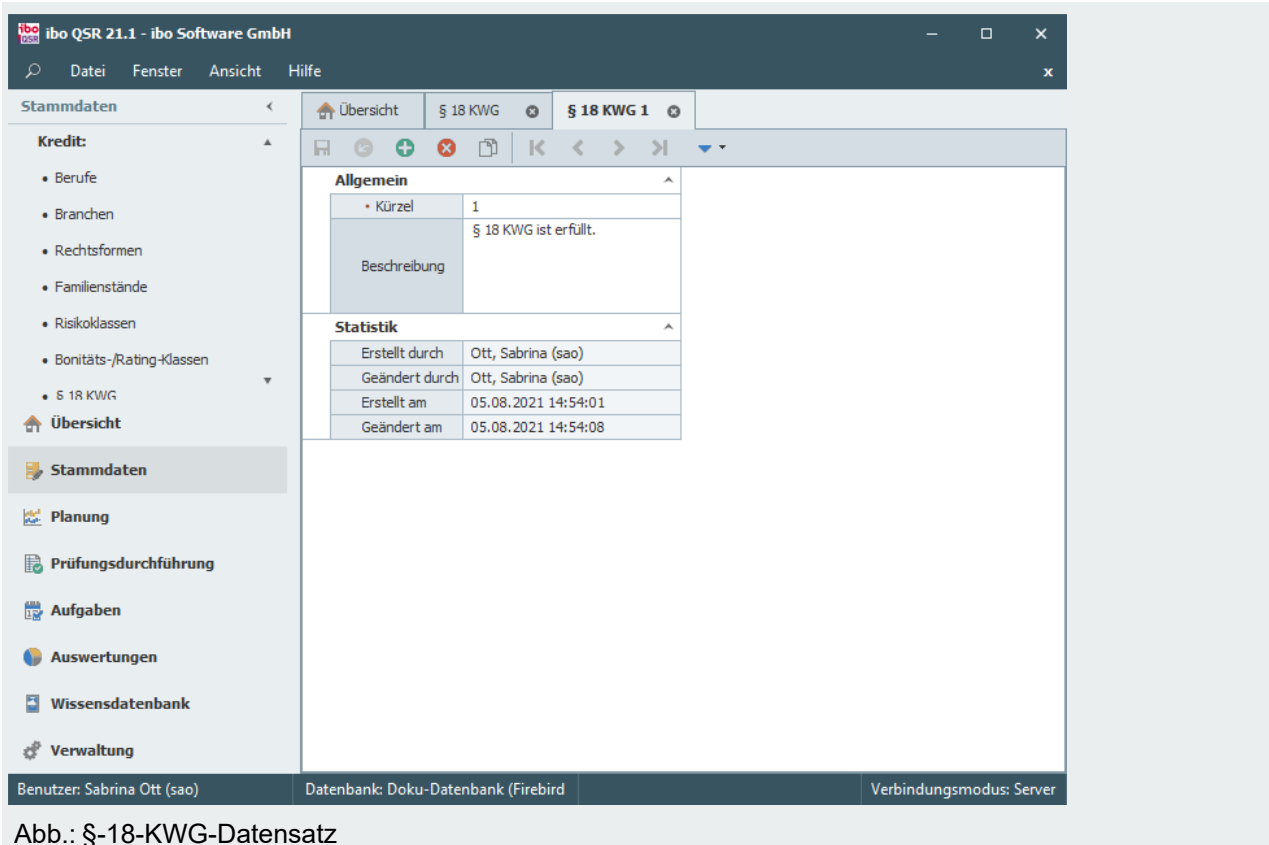 ibo QSR 21.1 - ibo Software GmbH
Datei Fenster Ansicht Hilfe x
Stammdaten
Kredit:
• Berufe
• Branchen
• Rechtsformen
• Familienstände
• Risikoklassen
• Bonitäts-/Rating-Klassen
• § 18 KWG
Übersicht
Stammdaten
Planung
Prüfungsdurchführung
Aufgaben
Auswertungen
Wissensdatenbank
Verwaltung
Übersicht § 18 KWG § 18 KWG 1
Allgemein
• Kürzel 1
Beschreibung § 18 KWG ist erfüllt.
Statistik
Erstellt durch Ott, Sabrina (sao)
Geändert durch Ott, Sabrina (sao)
Erstellt am 05.08.2021 14:54:01
Geändert am 05.08.2021 14:54:08
Benutzer: Sabrina Ott (sao) Datenbank: Doku-Datenbank (Firebird Verbindungsmodus: Server
Abb.: §-18-KWG-Datensatz